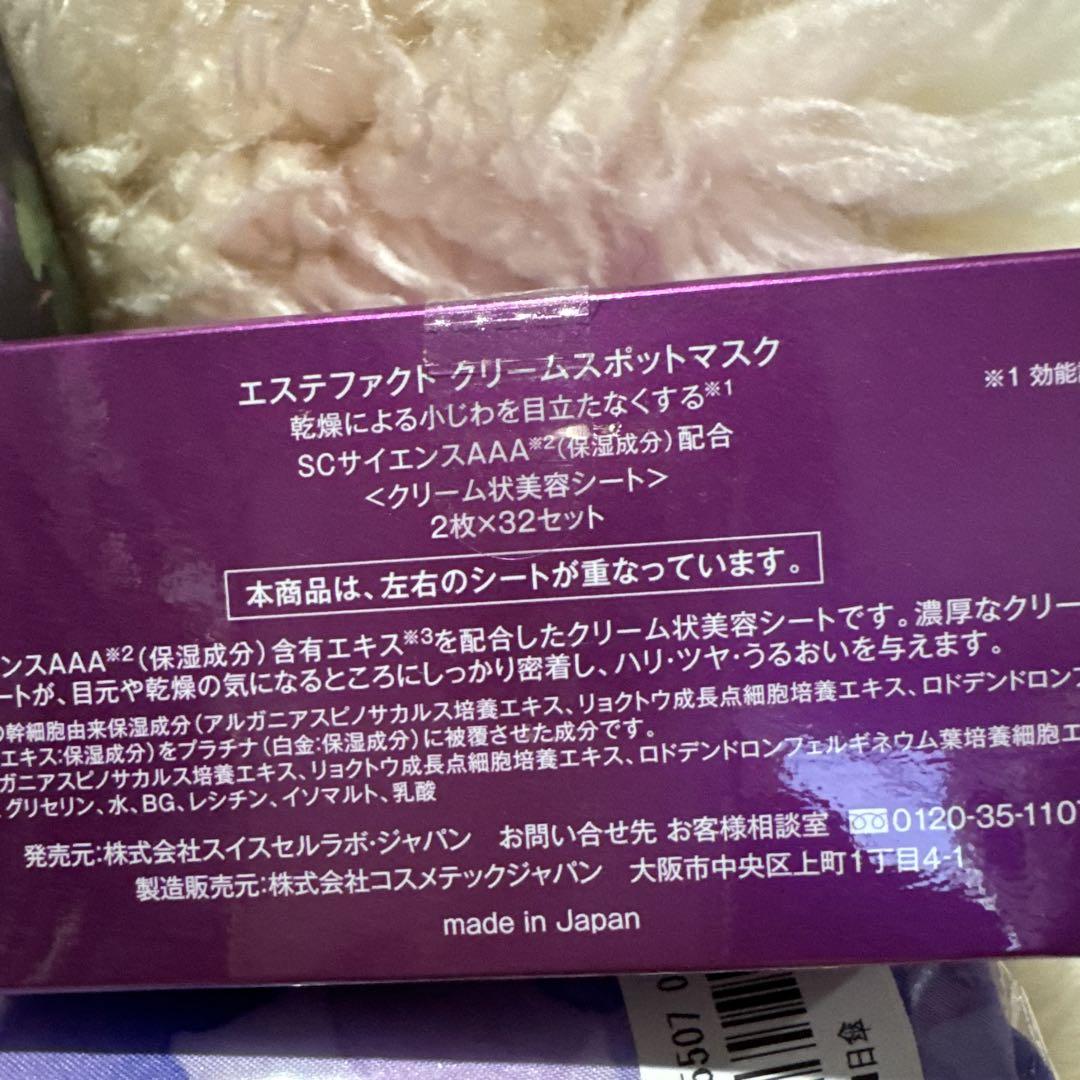 エステファクト クリームスポットマスク
乾燥による小じわを目立たなくする※1
※1 効能
SCサイエンスAAA※2(保湿成分)配合
<クリーム状美容シート>
2枚×32セット
本商品は、左右のシートが重なっています。
ンスAAA※2(保湿成分)含有エキス※3を配合したクリーム状美容シートです。濃厚なクリー
ートが、目元や乾燥の気になるところにしっかり密着し、ハリ・ツヤ・うるおいを与えます。
幹細胞由来保湿成分(アルガニアスピノサカルス培養エキス、リョクトウ成長点細胞培養エキス、ロドデンドロンフ
エキス:保湿成分)をプラチナ(白金:保湿成分)に被覆させた成分です。
ガニアスピノサカルス培養エキス、リョクトウ成長点細胞培養エキス、ロドデンドロンフェルギネウム葉培養細胞エ
、グリセリン、水、BG、レシチン、イソマルト、乳酸
発売元:株式会社スイスセルラボ・ジャパン お問い合せ先 お客様相談室 0120-35-110
製造販売元:株式会社コスメテックジャパン 大阪市中央区上町1丁目4-1
made in Japan
5507 0
日傘